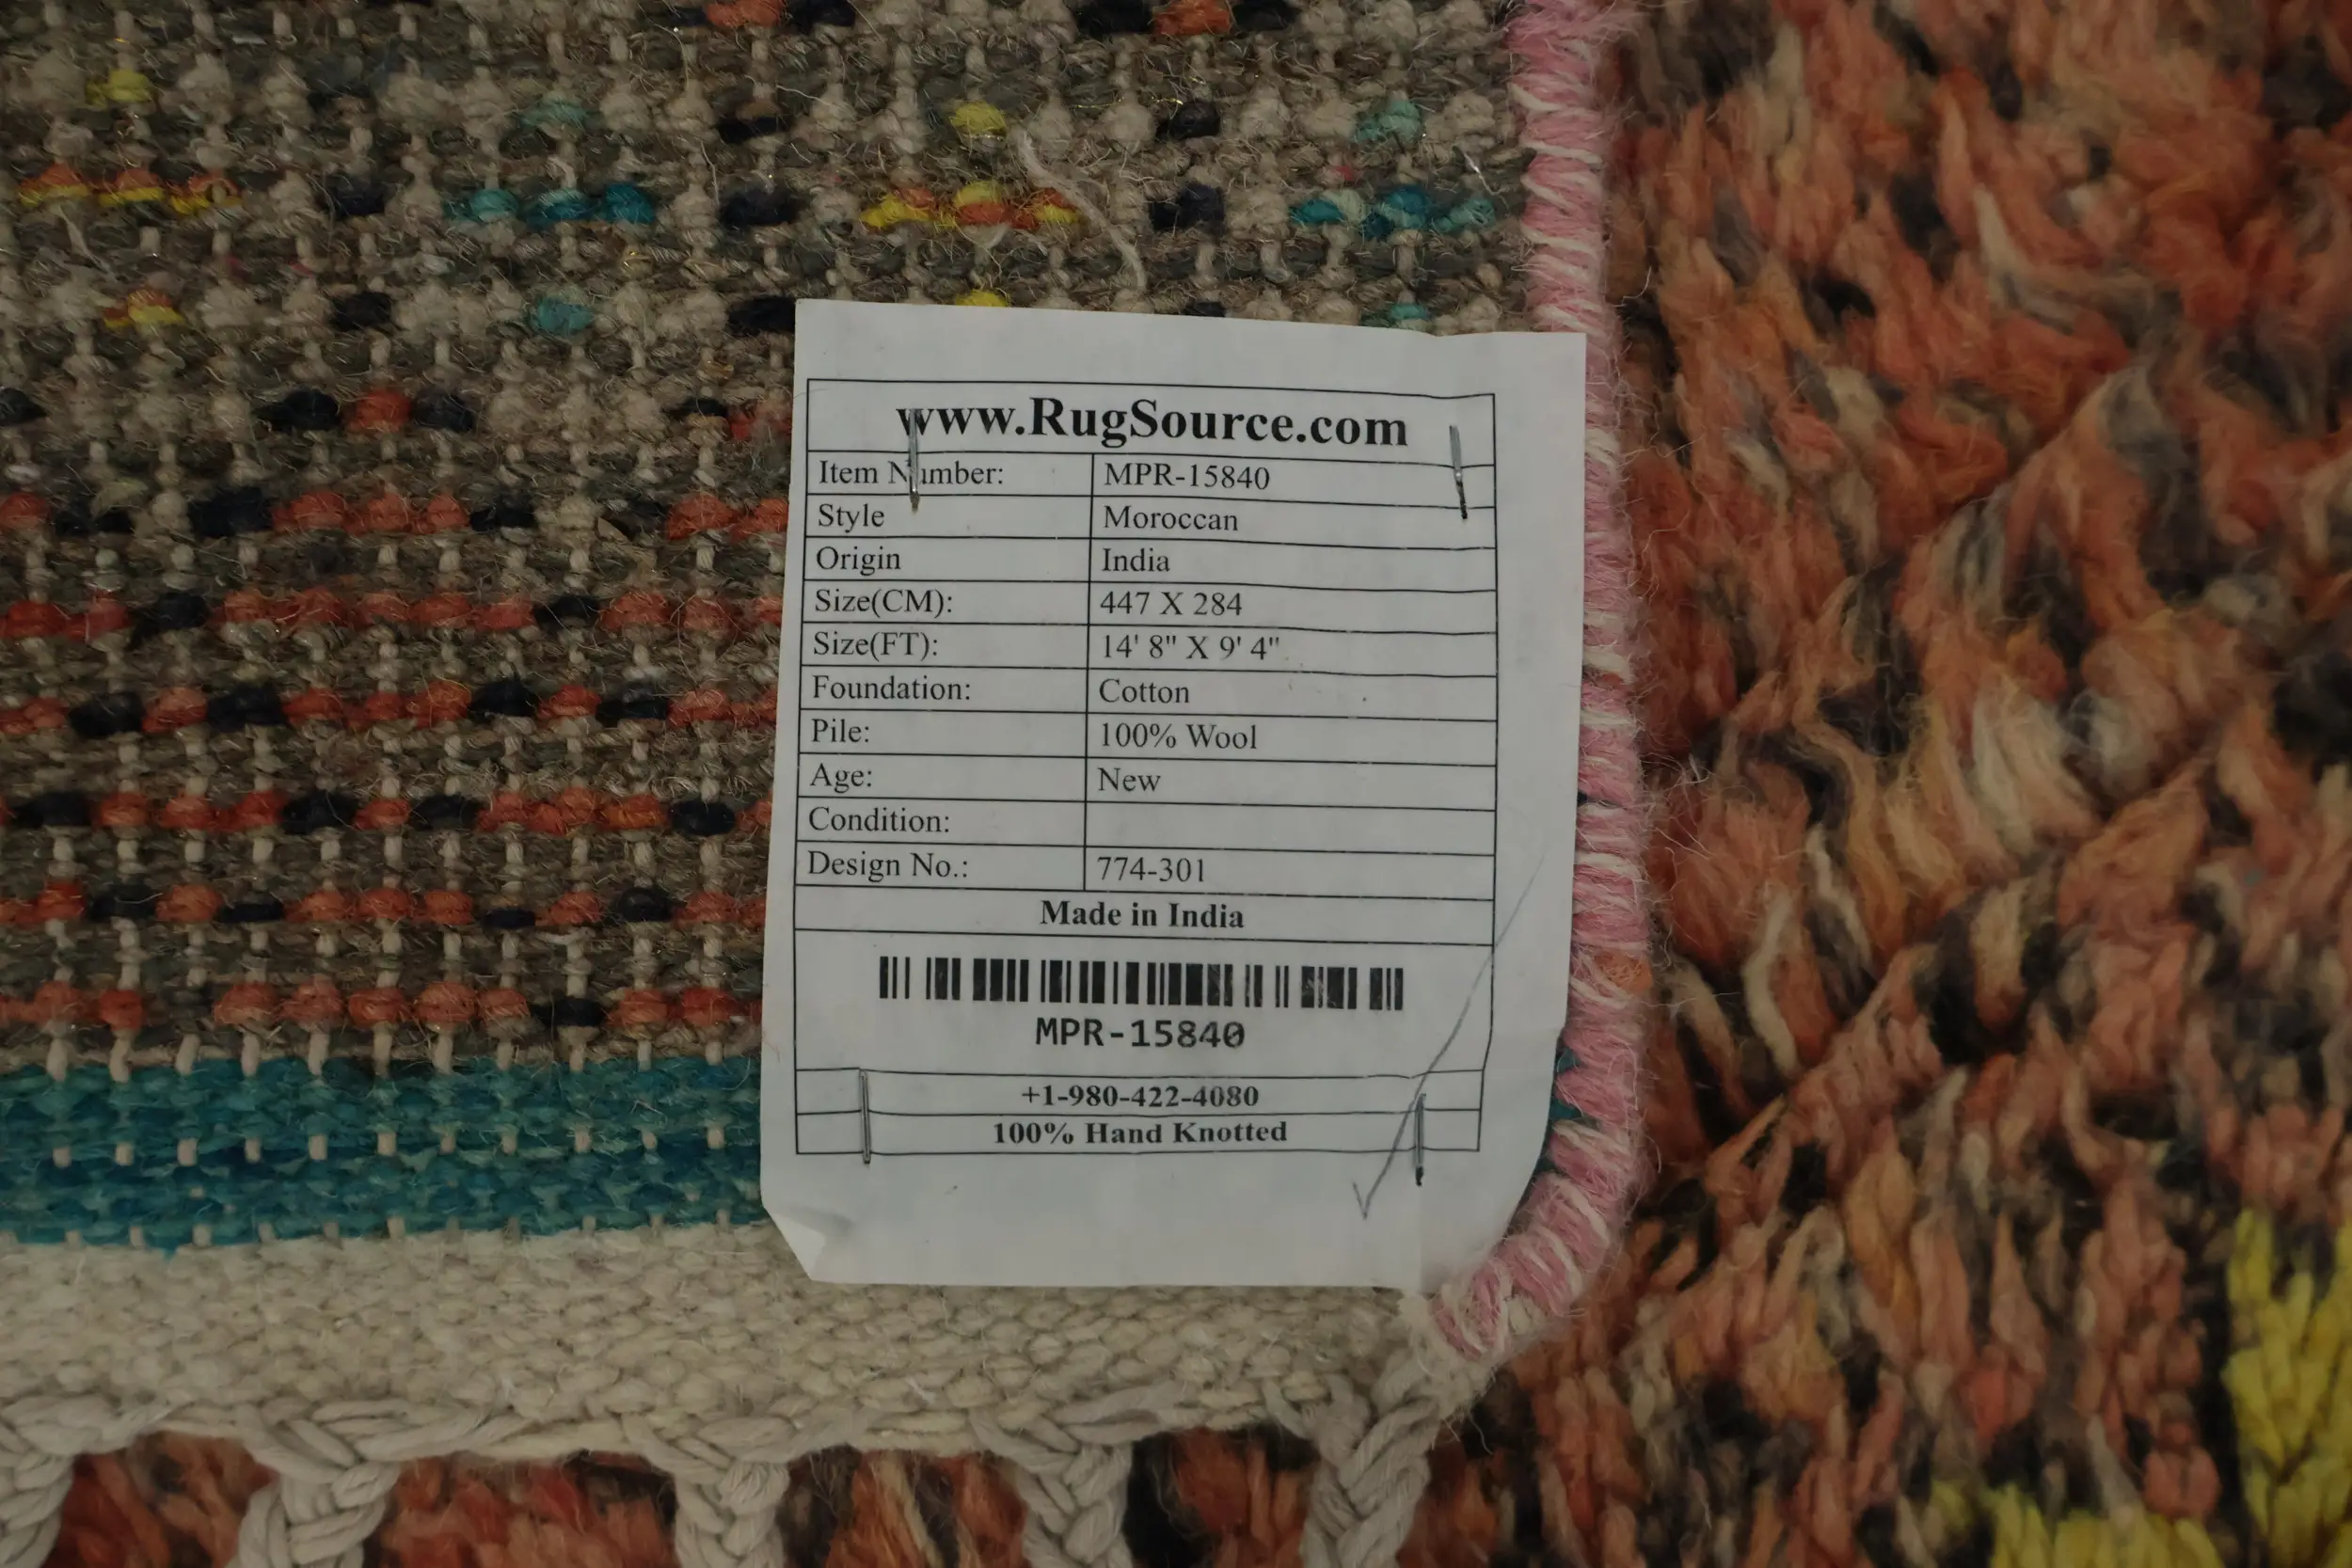 www.RugSource.com
Item Number: MPR-15840
Style Moroccan
Origin India
Size(CM): 447 X 284
Size(FT): 14' 8" X 9' 4"
Foundation: Cotton
Pile: 100% Wool
Age: New
Condition:
Design No.: 774-301
Made in India
MPR-15840
+1-980-422-4080
100% Hand Knotted